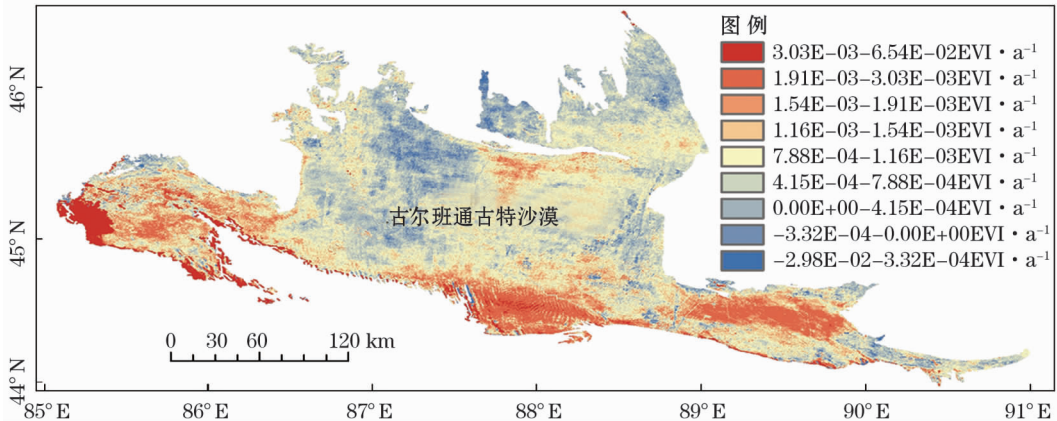 图例
3.03E-03-6.54E-02EVI·a⁻¹
1.91E-03-3.03E-03EVI·a⁻¹
1.54E-03-1.91E-03EVI·a⁻¹
1.16E-03-1.54E-03EVI·a⁻¹
7.88E-04-1.16E-03EVI·a⁻¹
4.15E-04-7.88E-04EVI·a⁻¹
0.00E+00-4.15E-04EVI·a⁻¹
-3.32E-04-0.00E+00EVI·a⁻¹
-2.98E-02-3.32E-04EVI·a⁻¹
46°N
45°N
44°N
古尔班通古特沙漠
0 30 60 120 km
85°E 86°E 87°E 88°E 89°E 90°E 91°E